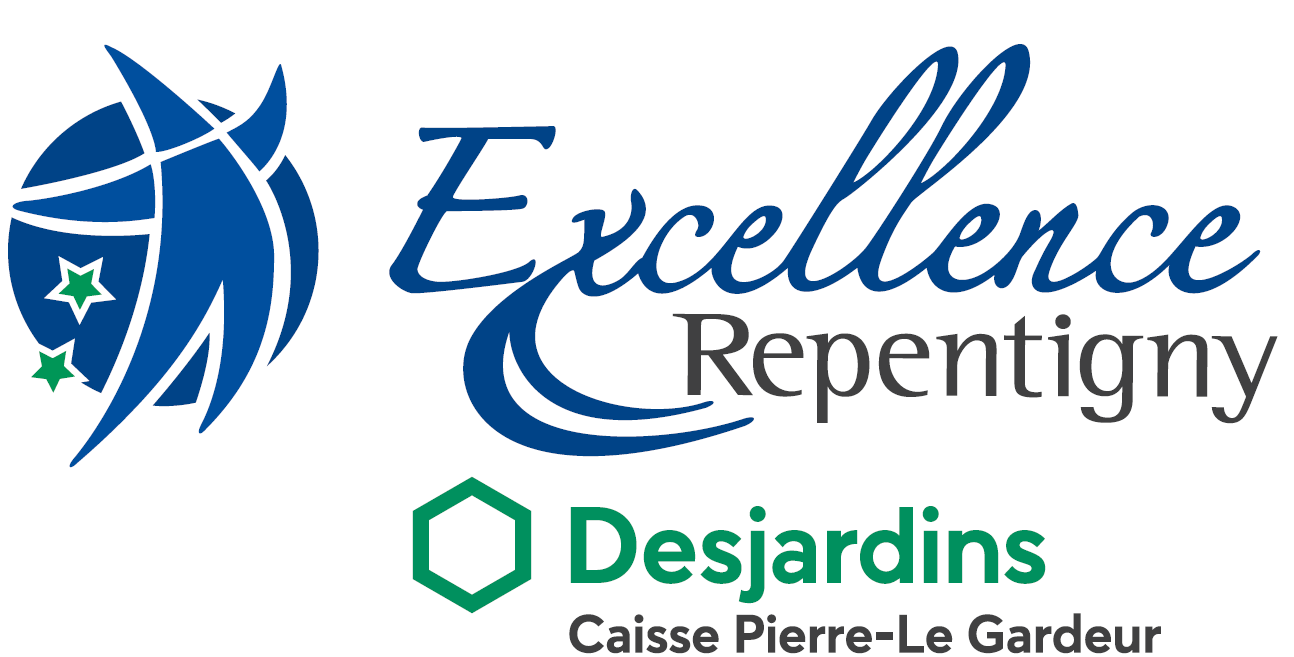 Excellence
Repentigny
Desjardins
Caisse Pierre-Le Gardeur